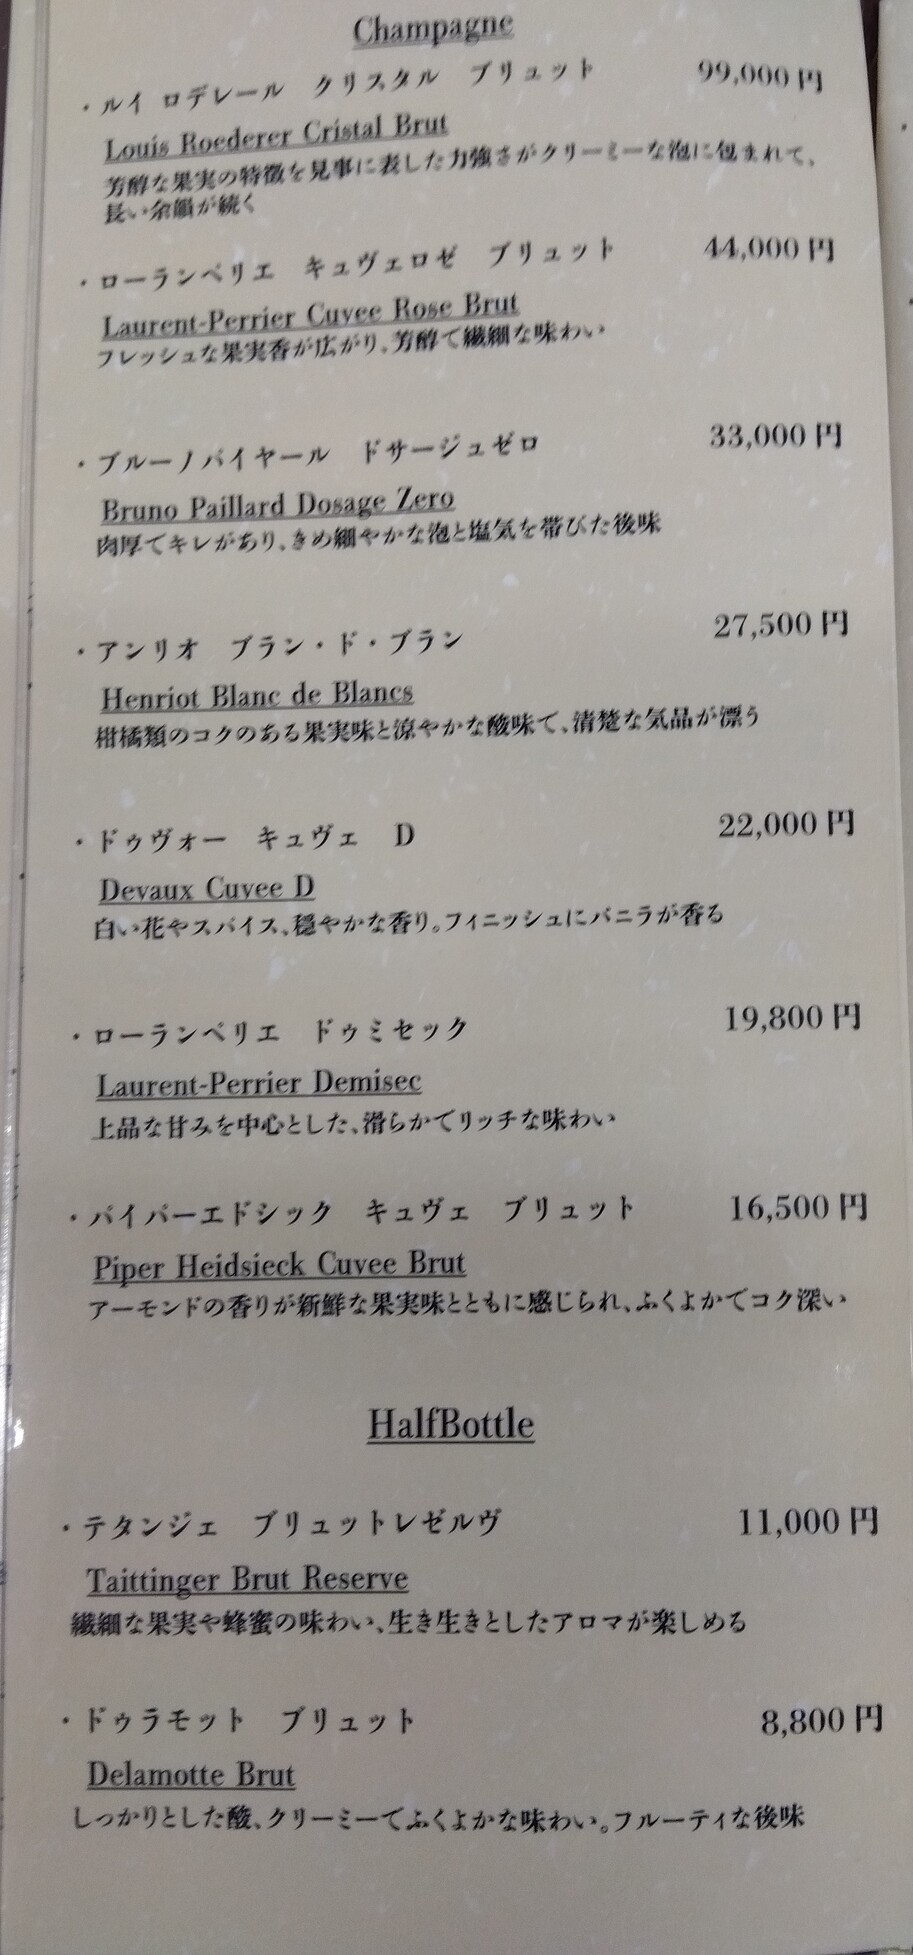 Champagne
・ルイ ロデレール クリスタル ブリュット 99,000円
Louis Roederer Cristal Brut
芳醇な果実の特徴を見事に表した力強さがクリーミーな泡に包まれて、
長い余韻が続く
・ローランペリエ キュヴェロゼ ブリュット 44,000円
Laurent-Perrier Cuvee Rose Brut
フレッシュな果実香が広がり、芳醇で繊細な味わい
・ブルーノパイヤール ドサージュゼロ 33,000円
Bruno Paillard Dosage Zero
肉厚でキレがあり、きめ細やかな泡と塩気を帯びた後味
・アンリオ ブラン・ド・ブラン 27,500円
Henriot Blanc de Blancs
柑橘類のコクのある果実味と涼やかな酸味で、清楚な気品が漂う
・ドゥヴォー キュヴェ D 22,000円
Devaux Cuvee D
白い花やスパイス、穏やかな香り。フィニッシュにバニラが香る
・ローランペリエ ドゥミセック 19,800円
Laurent-Perrier Demisec
上品な甘みを中心とした、滑らかでリッチな味わい
・パイパーエドシック キュヴェ ブリュット 16,500円
Piper Heidsieck Cuvee Brut
アーモンドの香りが新鮮な果実味とともに感じられ、ふくよかでコク深い
HalfBottle
・テタンジェ ブリュットレゼルヴ 11,000円
Taittinger Brut Reserve
繊細な果実や蜂蜜の味わい、生き生きとしたアロマが楽しめる
・ドゥラモット ブリュット 8,800円
Delamotte Brut
しっかりとした酸、クリーミーでふくよかな味わい。フルーティな後味